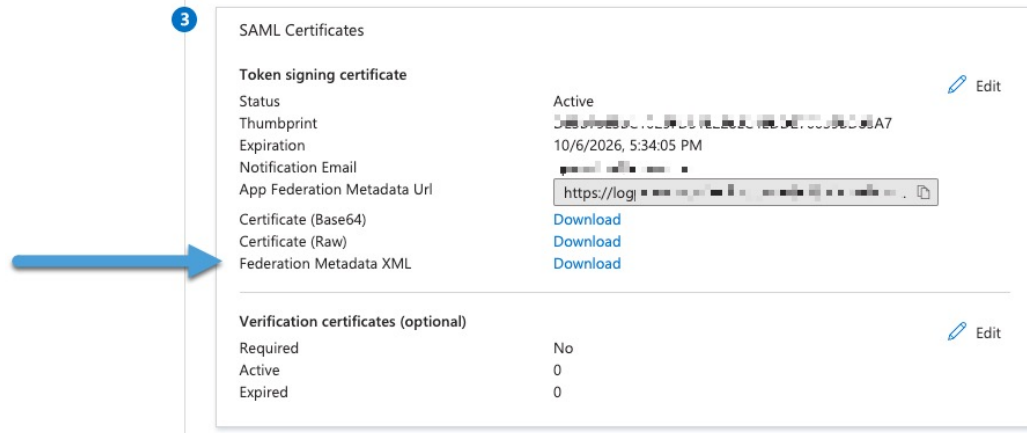 3
SAML Certificates
Token signing certificate
Edit
Status Active
Thumbprint
Expiration 10/6/2026, 5:34:05 PM
Notification Email
App Federation Metadata Url
Certificate (Base64) Download
Certificate (Raw) Download
Federation Metadata XML Download
Verification certificates (optional)
Edit
Required No
Active 0
Expired 0